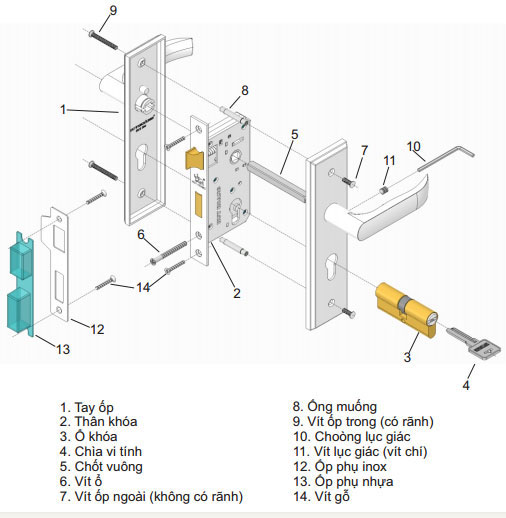 9
8
1
5
10
7
11
6
14
2
12
13
3
4
1. Tay ốp
2. Thân khóa
3. Ổ khóa
4. Chìa vi tính
5. Chốt vuông
6. Vít ổ
7. Vít ốp ngoài (không có rãnh)
8. Ống muống
9. Vít ốp trong (có rãnh)
10. Choòng lục giác
11. Vít lục giác (vít chí)
12. Ốp phụ inox
13. Ốp phụ nhựa
14. Vít gỗ